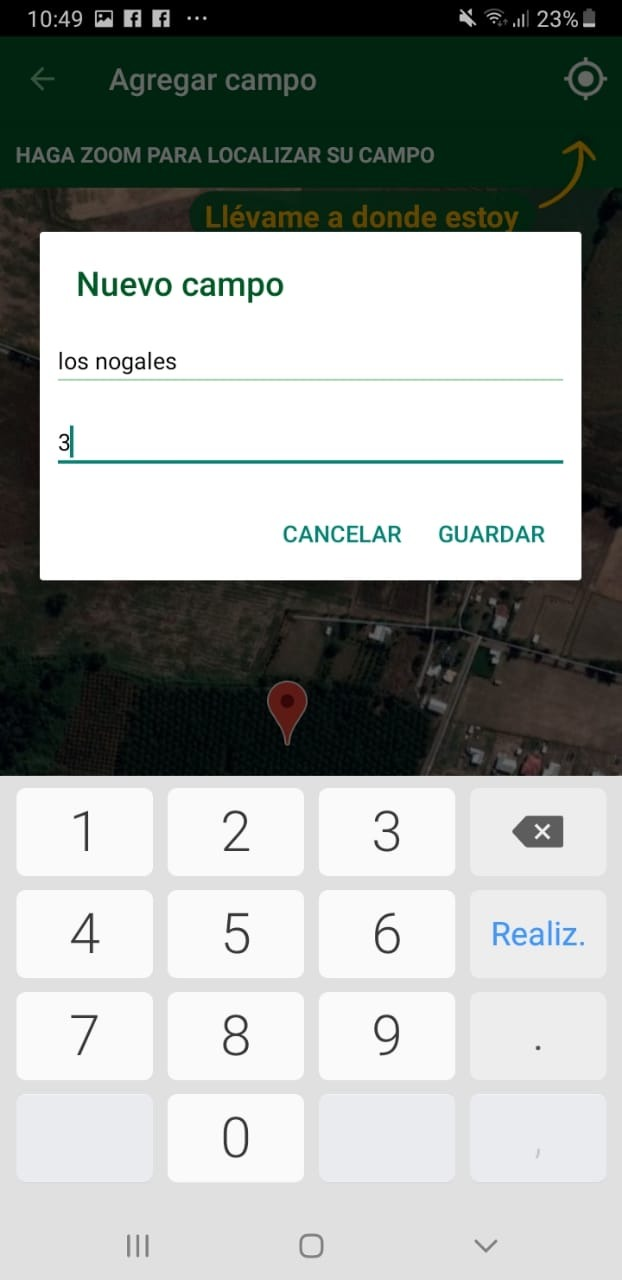 10:49 23%
Agregar campo
HAGA ZOOM PARA LOCALIZAR SU CAMPO
Llévame a donde estoy
Nuevo campo
los nogales
3
CANCELAR GUARDAR
1 2 3
4 5 6 Realiz.
7 8 9 .
0 ,